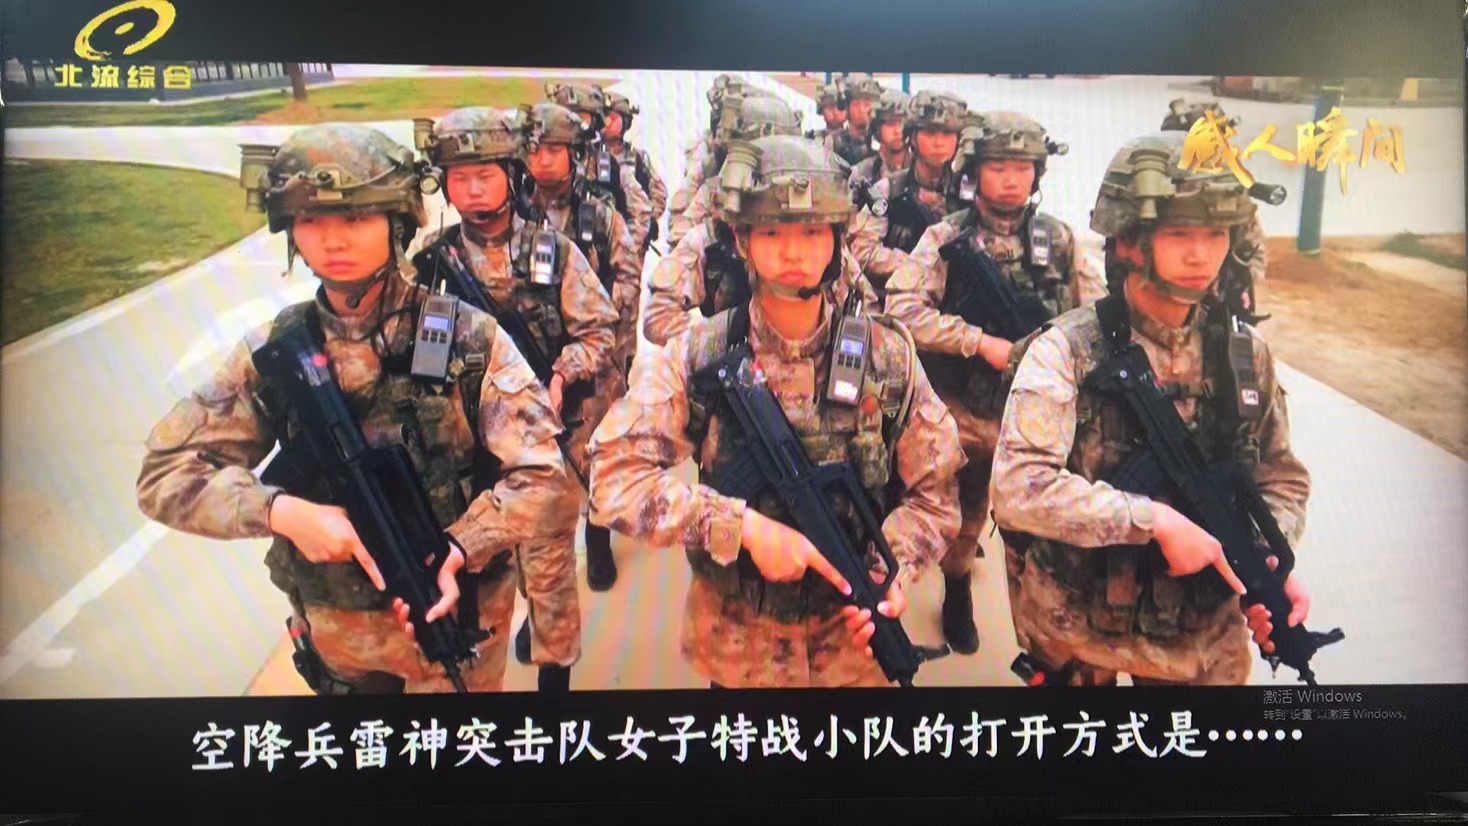 北流综合
感人瞬间
激活 Windows
转到"设置"以激活 Windows。
空降兵雷神突击队女子特战小队的打开方式是……